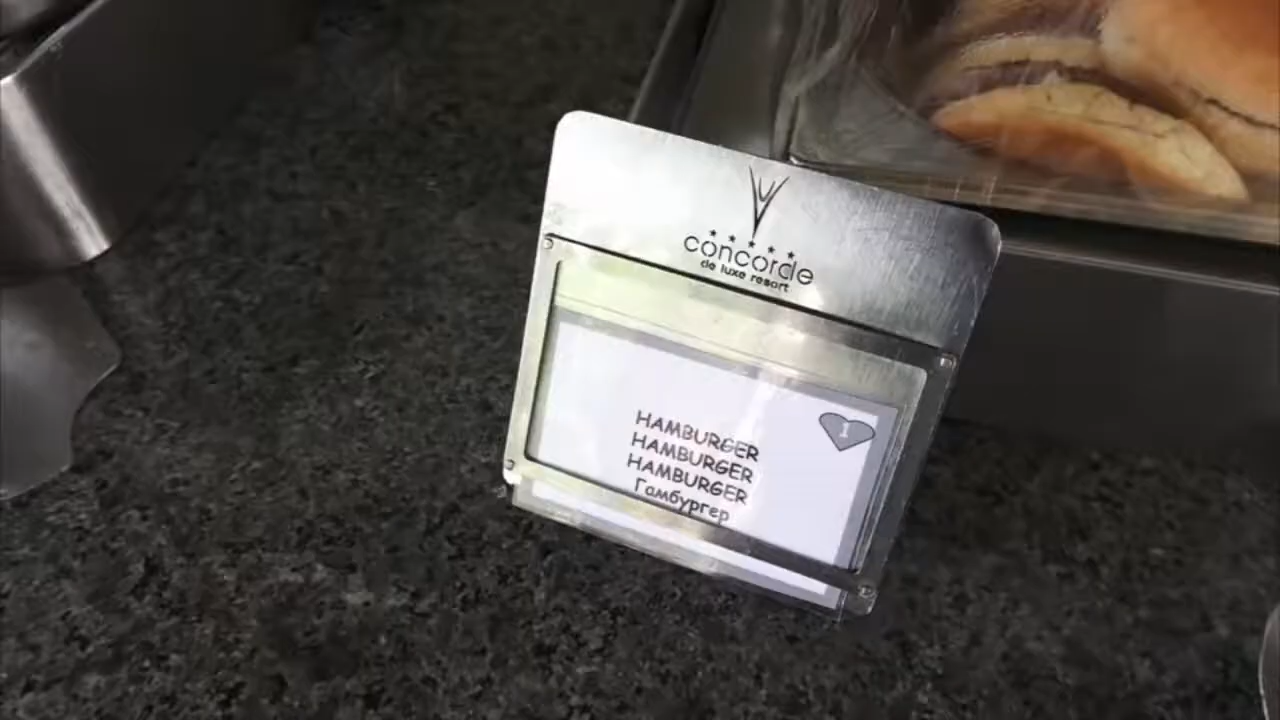 concorde
de luxe resort
1
HAMBURGER
HAMBURGER
HAMBURGER
Гамбургер